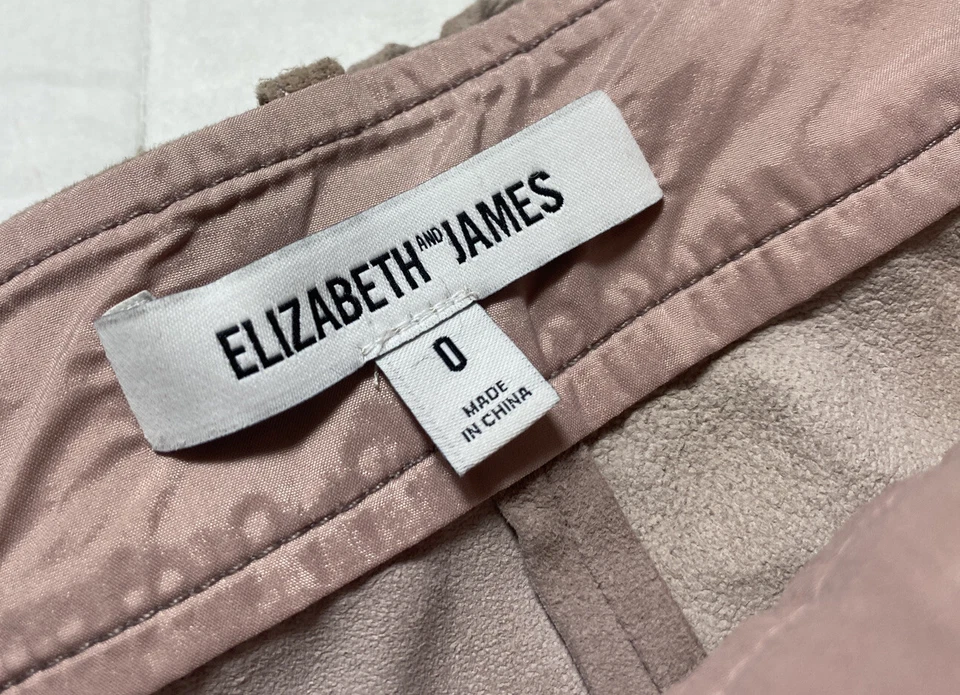 ELIZABETH AND JAMES
0
MADE
IN CHINA